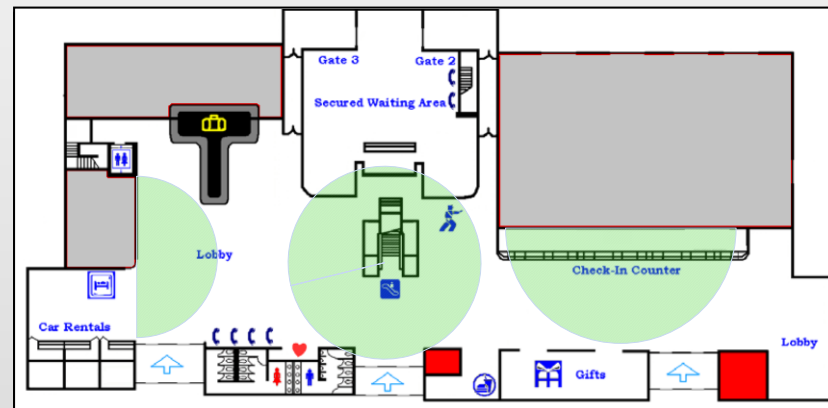 Gate 3
Gate 2
Secured Waiting Area
Lobby
Check-In Counter
Car Rentals
Lobby
Gifts